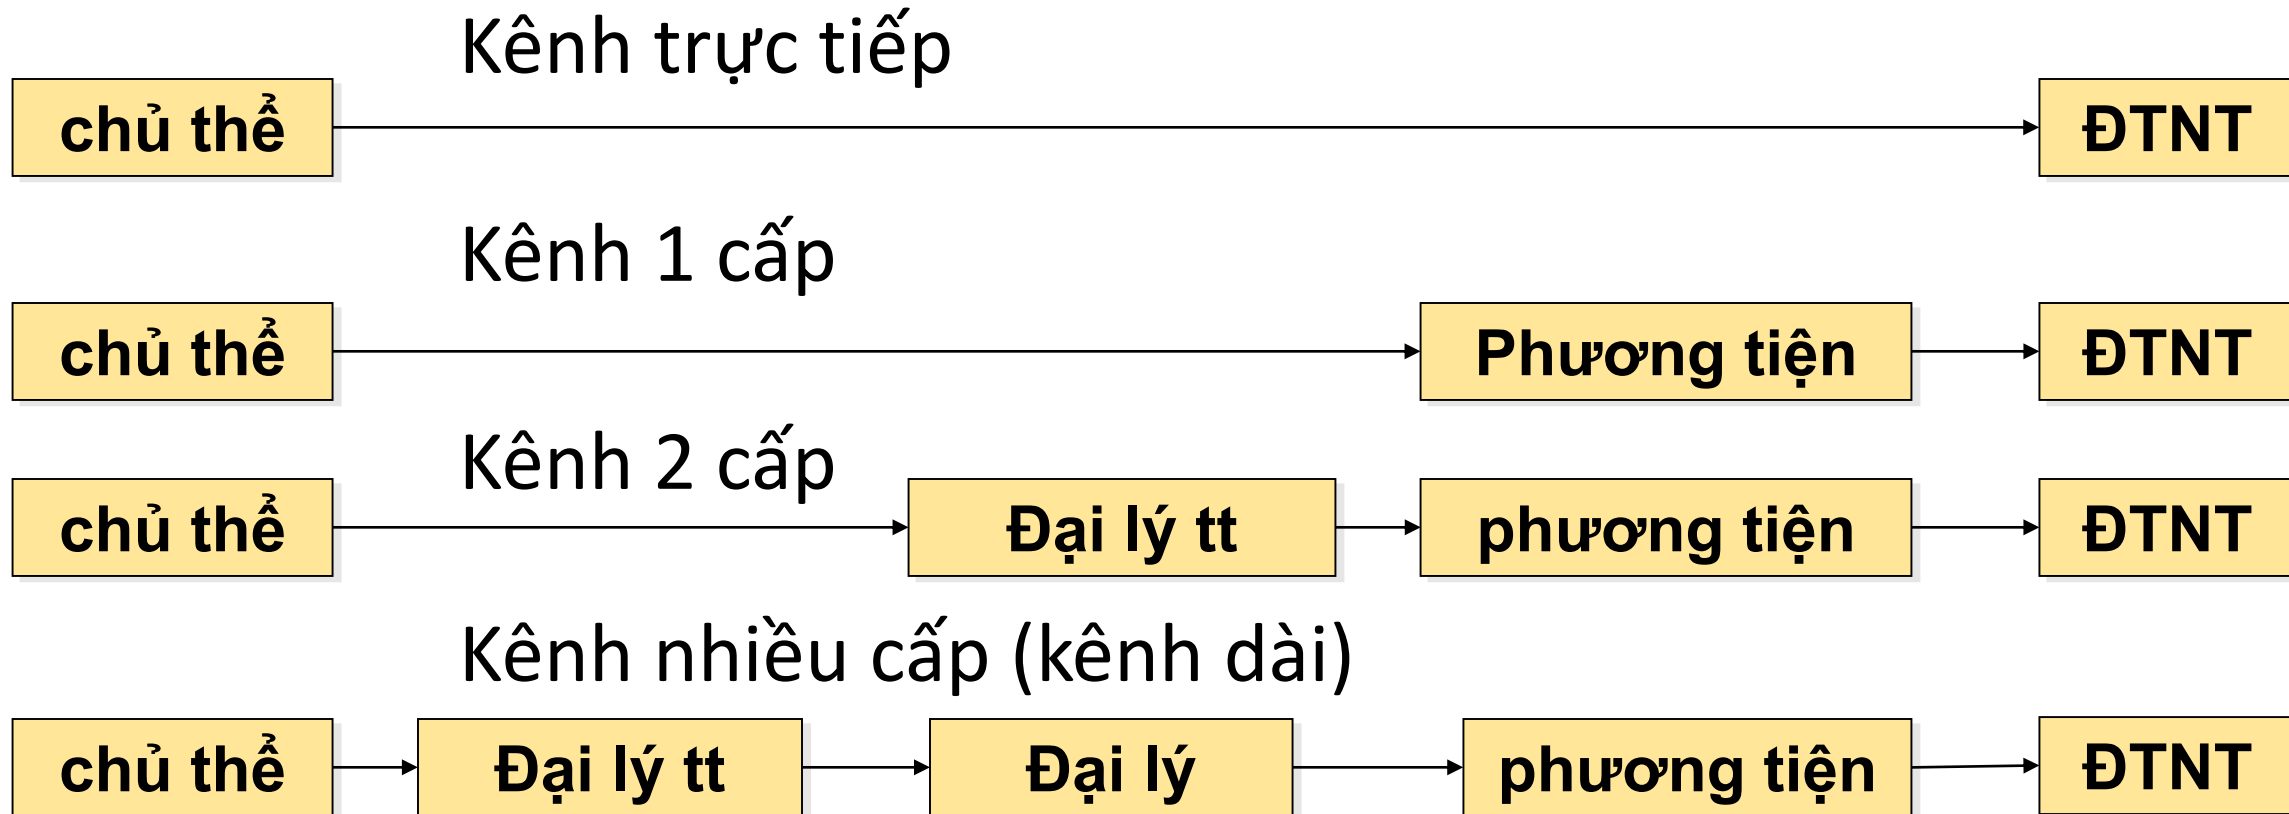 Kênh trực tiếp
chủ thể ĐTNT
Kênh 1 cấp
chủ thể Phương tiện ĐTNT
Kênh 2 cấp
chủ thể Đại lý tt phương tiện ĐTNT
Kênh nhiều cấp (kênh dài)
chủ thể Đại lý tt Đại lý phương tiện ĐTNT